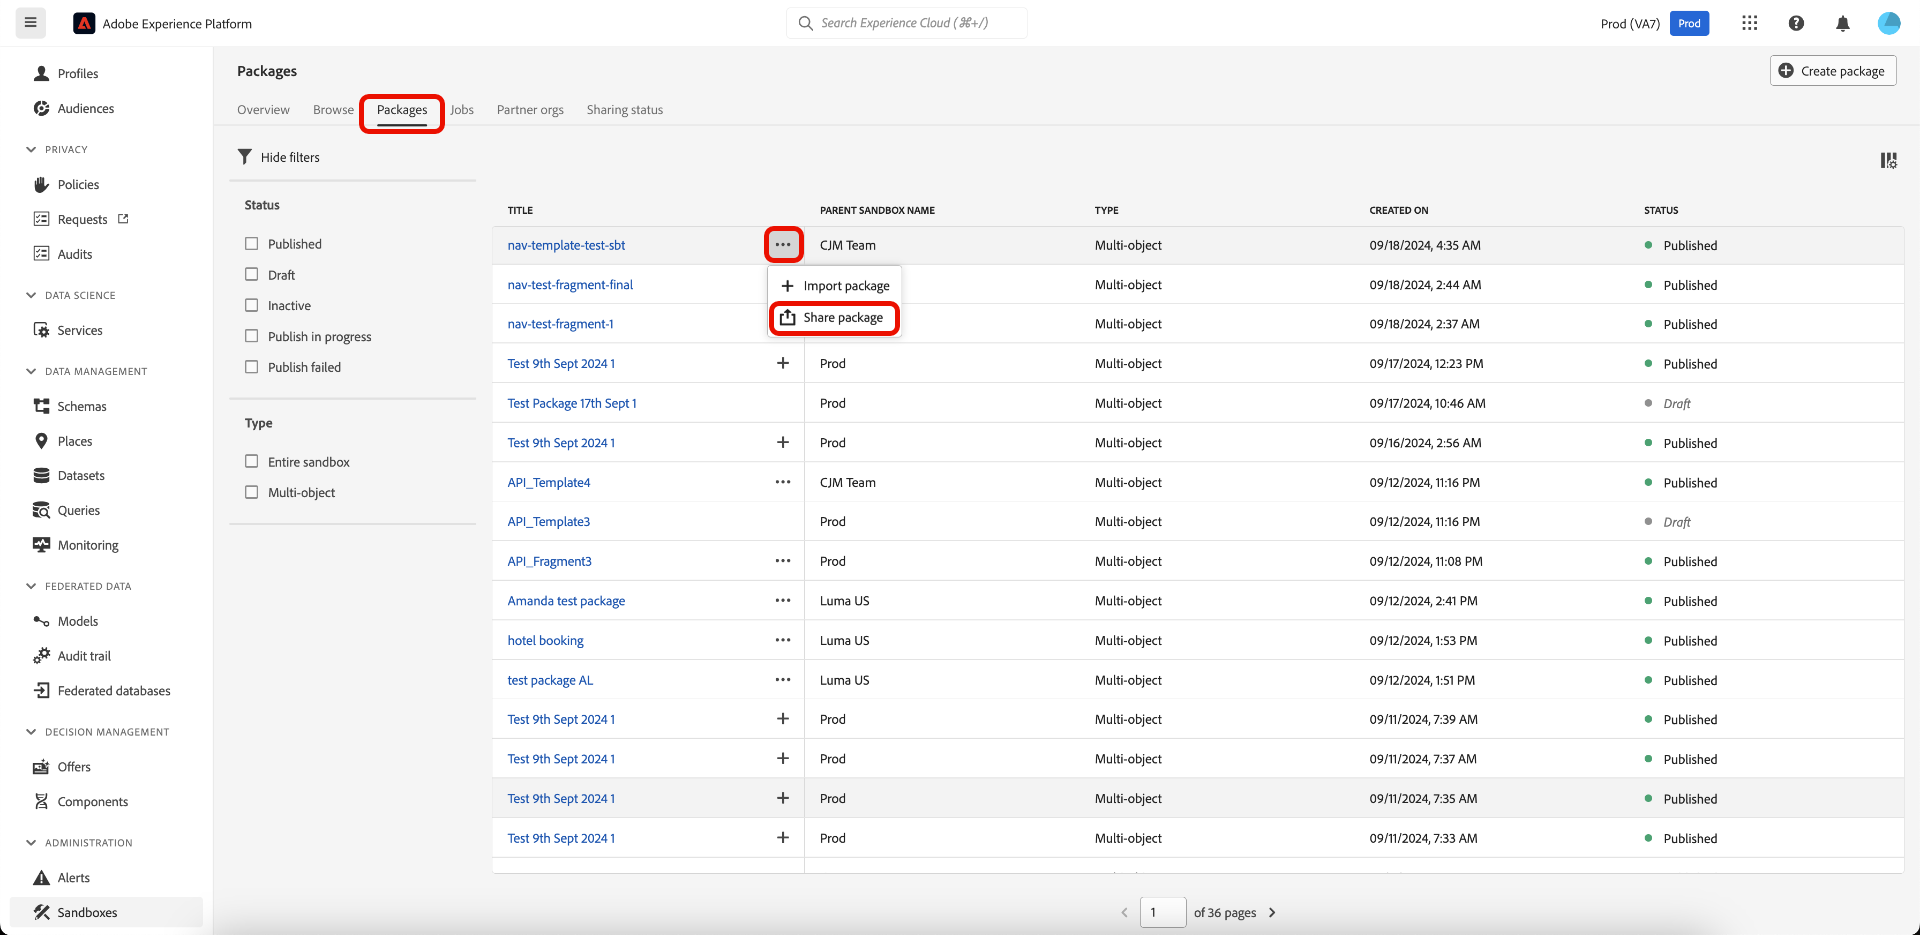 Adobe Experience Platform
Search Experience Cloud (⌘+/)
Prod (VA7)
Prod
Profiles
Audiences
PRIVACY
Policies
Requests
Audits
DATA SCIENCE
Services
DATA MANAGEMENT
Schemas
Places
Datasets
Queries
Monitoring
FEDERATED DATA
Models
Audit trail
Federated databases
DECISION MANAGEMENT
Offers
Components
ADMINISTRATION
Alerts
Sandboxes
Packages
Create package
Overview Browse Packages Jobs Partner orgs Sharing status
Hide filters
Status
Published
Draft
Inactive
Publish in progress
Publish failed
Type
Entire sandbox
Multi-object
TITLE PARENT SANDBOX NAME TYPE CREATED ON STATUS
nav-template-test-sbt CJM Team Multi-object 09/18/2024, 4:35 AM Published
Import package
Share package
nav-test-fragment-final Multi-object 09/18/2024, 2:44 AM Published
nav-test-fragment-1 Multi-object 09/18/2024, 2:37 AM Published
Test 9th Sept 2024 1 Prod Multi-object 09/17/2024, 12:23 PM Published
Test Package 17th Sept 1 Prod Multi-object 09/17/2024, 10:46 AM Draft
Test 9th Sept 2024 1 Prod Multi-object 09/16/2024, 2:56 AM Published
API_Template4 CJM Team Multi-object 09/12/2024, 11:16 PM Published
API_Template3 Prod Multi-object 09/12/2024, 11:16 PM Draft
API_Fragment3 Prod Multi-object 09/12/2024, 11:08 PM Published
Amanda test package Luma US Multi-object 09/12/2024, 2:41 PM Published
hotel booking Luma US Multi-object 09/12/2024, 1:53 PM Published
test package AL Luma US Multi-object 09/12/2024, 1:51 PM Published
Test 9th Sept 2024 1 Prod Multi-object 09/11/2024, 7:39 AM Published
Test 9th Sept 2024 1 Prod Multi-object 09/11/2024, 7:37 AM Published
Test 9th Sept 2024 1 Prod Multi-object 09/11/2024, 7:35 AM Published
Test 9th Sept 2024 1 Prod Multi-object 09/11/2024, 7:33 AM Published
1 of 36 pages